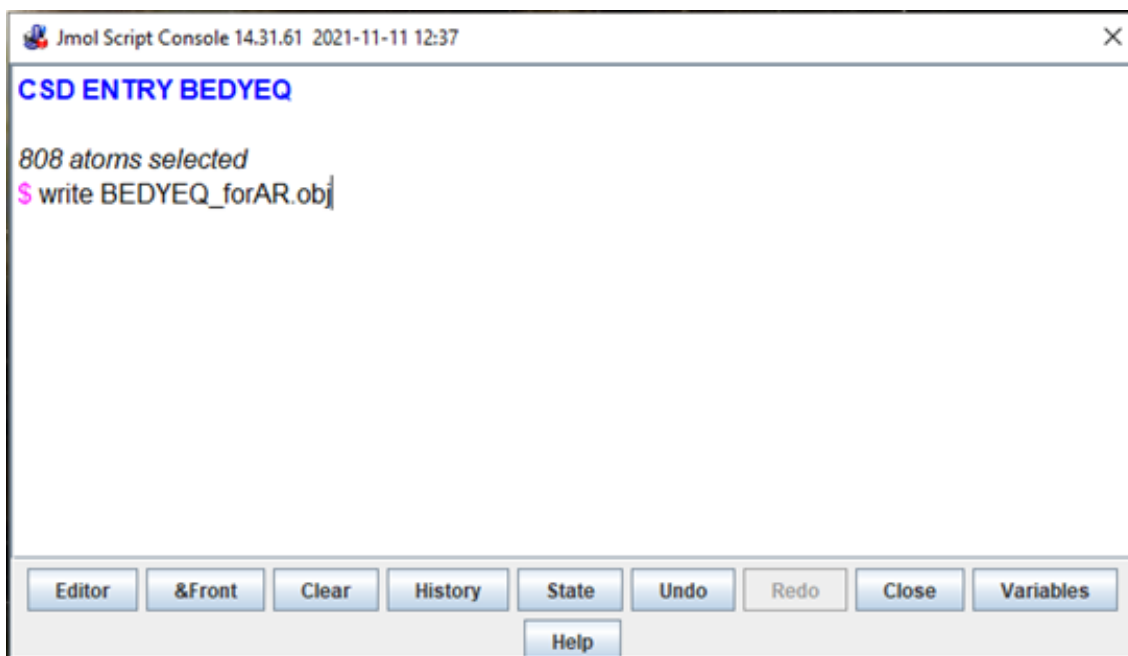 Jmol Script Console 14.31.61 2021-11-11 12:37
CSD ENTRY BEDYEQ
808 atoms selected
$ write BEDYEQ_forAR.obj
Editor &Front Clear History State Undo Redo Close Variables
Help